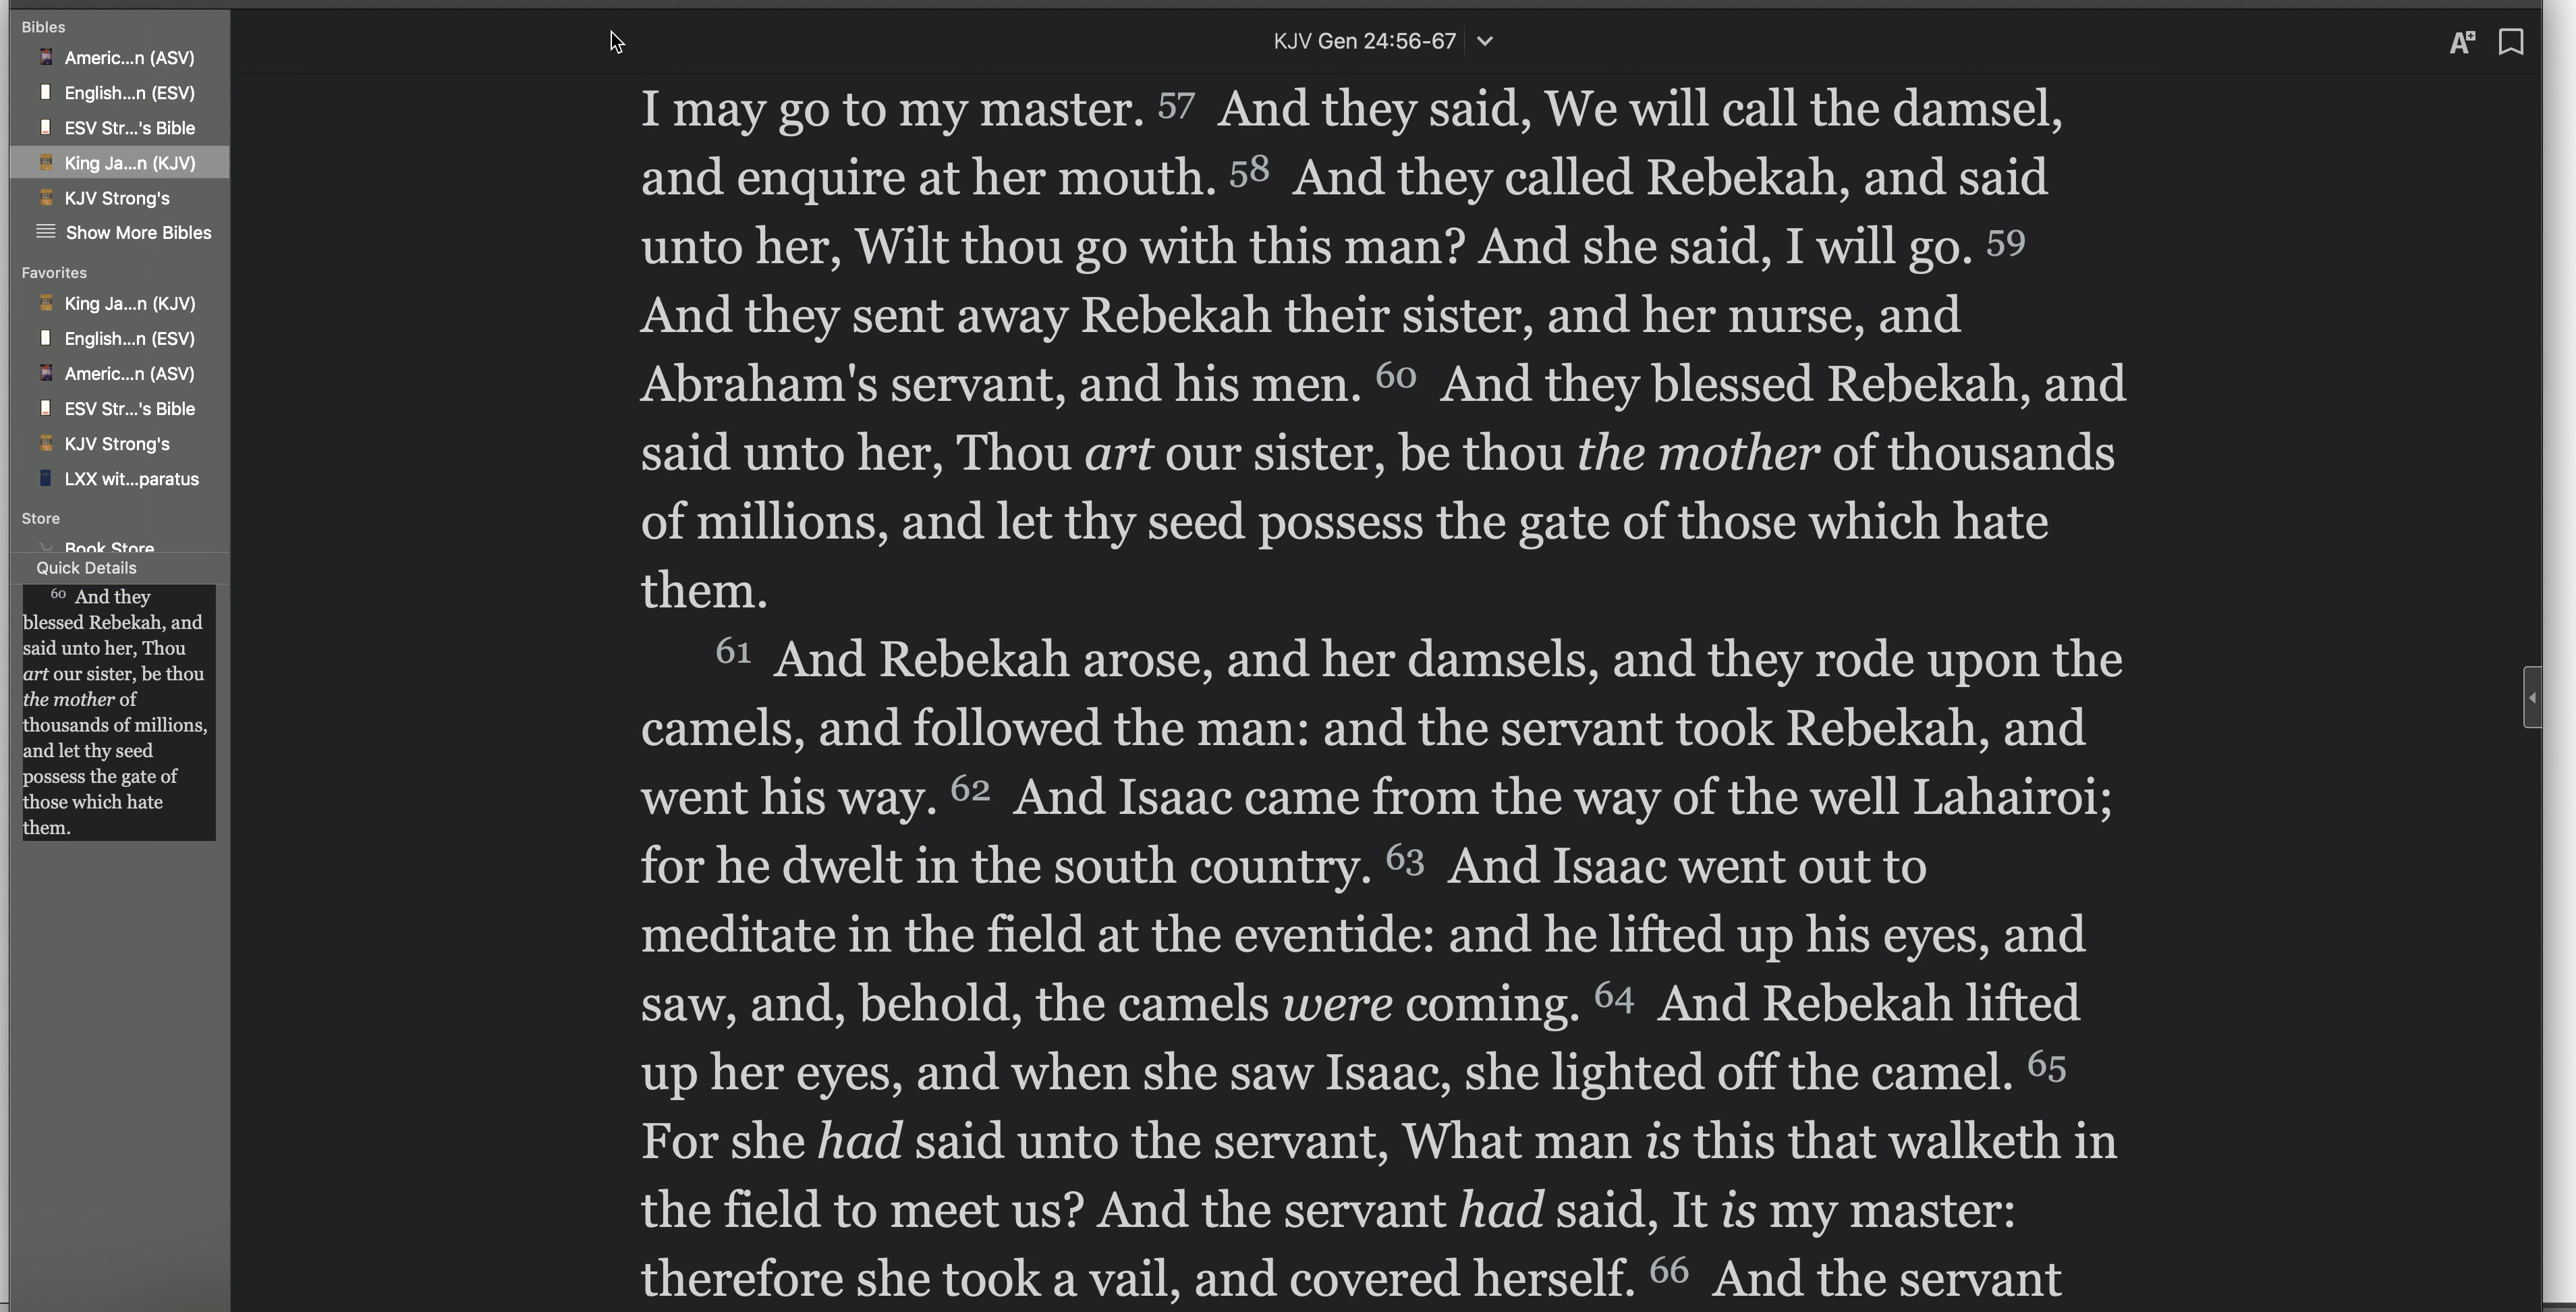 Bibles
Americ...n (ASV)
English...n (ESV)
ESV Str...'s Bible
King Ja...n (KJV)
KJV Strong's
Show More Bibles
Favorites
King Ja...n (KJV)
English...n (ESV)
Americ...n (ASV)
ESV Str...'s Bible
KJV Strong's
LXX wit...paratus
Store
Book Store
Quick Details
60 And they
blessed Rebekah, and
said unto her, Thou
art our sister, be thou
the mother of
thousands of millions,
and let thy seed
possess the gate of
those which hate
them.
KJV Gen 24:56-67
A
I may go to my master. 57 And they said, We will call the damsel,
and enquire at her mouth. 58 And they called Rebekah, and said
unto her, Wilt thou go with this man? And she said, I will go. 59
And they sent away Rebekah their sister, and her nurse, and
Abraham's servant, and his men. 60 And they blessed Rebekah, and
said unto her, Thou art our sister, be thou the mother of thousands
of millions, and let thy seed possess the gate of those which hate
them.
61 And Rebekah arose, and her damsels, and they rode upon the
camels, and followed the man: and the servant took Rebekah, and
went his way. 62 And Isaac came from the way of the well Lahairoi;
for he dwelt in the south country. 63 And Isaac went out to
meditate in the field at the eventide: and he lifted up his eyes, and
saw, and, behold, the camels were coming. 64 And Rebekah lifted
up her eyes, and when she saw Isaac, she lighted off the camel. 65
For she had said unto the servant, What man is this that walketh in
the field to meet us? And the servant had said, It is my master:
therefore she took a vail, and covered herself. 66 And the servant